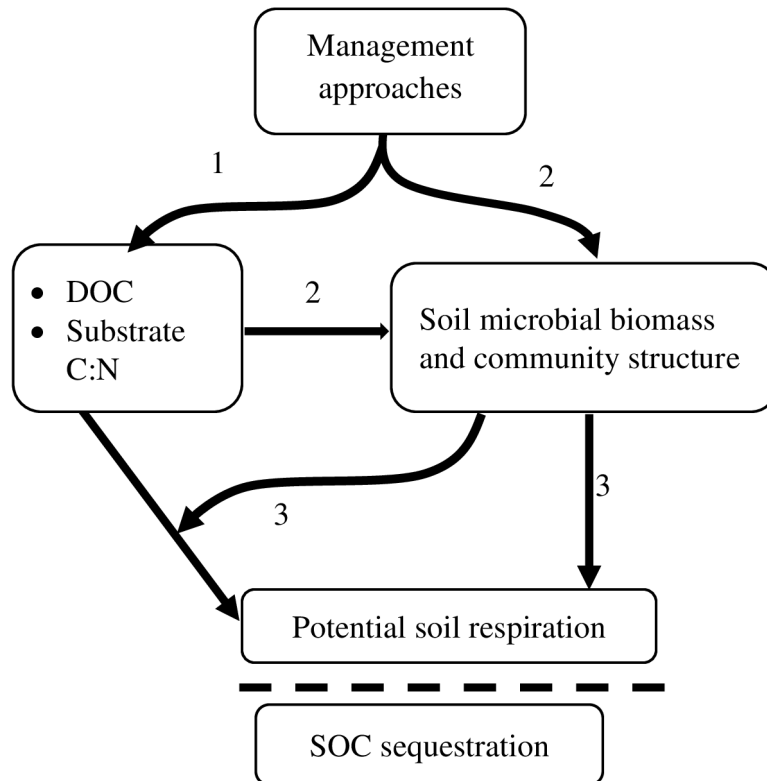 Management
approaches
1
2
• DOC
• Substrate
C:N
2
Soil microbial biomass
and community structure
3
3
Potential soil respiration
SOC sequestration